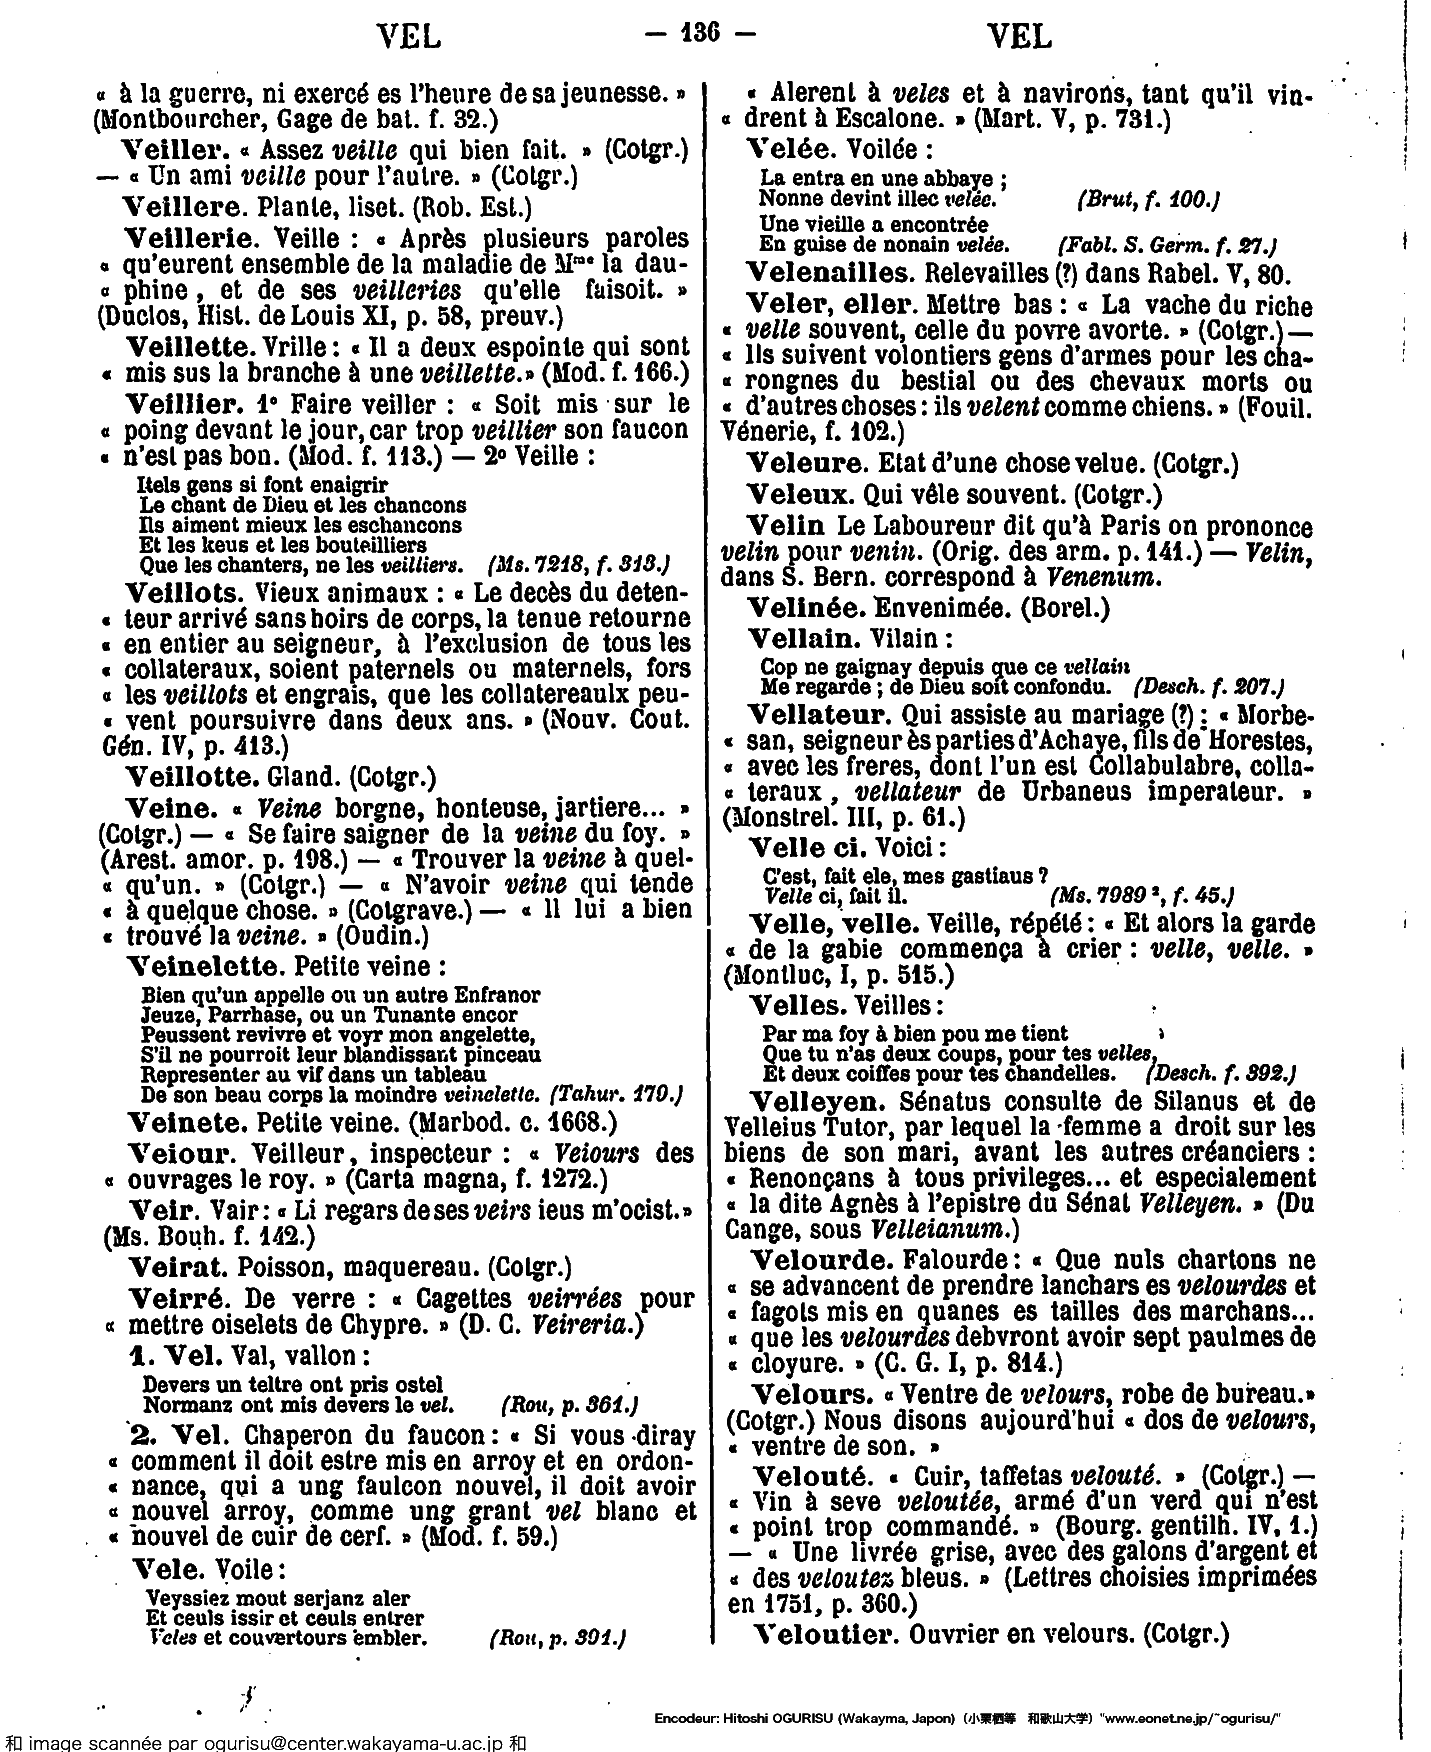 VEL — 136 — VEL
« à la guerre, ni exercé es l'heure de sa jeunesse. »
(Montbourcher, Gage de bat. f. 32.)
Veiller. « Assez veille qui bien fait. » (Cotgr.)
— « Un ami veille pour l'autre. » (Cotgr.)
Veillere. Plante, liset. (Rob. Est.)
Veillerie. Veille : « Après plusieurs paroles
« qu'eurent ensemble de la maladie de Mme la dau-
« phine, et de ses veilleries qu'elle faisoit. »
(Duclos, Hist. de Louis XI, p. 58, preuv.)
Veillette. Vrille : « Il a deux espointe qui sont
« mis sus la branche à une veillette. » (Mod. f. 166.)
Veillier. 1° Faire veiller : « Soit mis sur le
« poing devant le jour, car trop veillier son faucon
« n'est pas bon. (Mod. f. 113.) — 2° Veille :
Itels gens si font enaigrir
Le chant de Dieu et les chancons
Ils aiment mieux les eschancons
Et les keus et les bouteilliers
Que les chanters, ne les veilliers. (Ms. 7218, f. 313.)
Veillots. Vieux animaux : « Le decès du deten-
« teur arrivé sans hoirs de corps, la tenue retourne
« en entier au seigneur, à l'exclusion de tous les
« collateraux, soient paternels ou maternels, fors
« les veillots et engrais, que les collatereaulx peu-
« vent poursuivre dans deux ans. » (Nouv. Cout.
Gén. IV, p. 413.)
Veillotte. Gland. (Cotgr.)
Veine. « Veine borgne, honteuse, jartiere... »
(Cotgr.) — « Se faire saigner de la veine du foy. »
(Arest. amor. p. 198.) — « Trouver la veine à quel-
« qu'un. » (Cotgr.) — « N'avoir veine qui tende
« à quelque chose. » (Cotgrave.) — « Il lui a bien
« trouvé la veine. » (Oudin.)
Veinelette. Petite veine :
Bien qu'un appelle ou un autre Enfranor
Jeuze, Parrhase, ou un Tunante encor
Peussent revivre et voyr mon angelette,
S'il ne pourroit leur blandissant pinceau
Representer au vif dans un tableau
De son beau corps la moindre veinelette. (Tahur. 170.)
Veinete. Petite veine. (Marbod. c. 1668.)
Veiour. Veilleur, inspecteur : « Veiours des
« ouvrages le roy. » (Carta magna, f. 1272.)
Veir. Vair : « Li regars de ses veirs ieus m'ocist. »
(Ms. Bouh. f. 142.)
Veirat. Poisson, maquereau. (Cotgr.)
Veirré. De verre : « Cagettes veirrées pour
« mettre oiselets de Chypre. » (D. C. Veireria.)
1. Vel. Val, vallon :
Devers un teltre ont pris ostel
Normanz ont mis devers le vel. (Rou, p. 361.)
2. Vel. Chaperon du faucon : « Si vous diray
« comment il doit estre mis en arroy et en ordon-
« nance, qui a ung faulcon nouvel, il doit avoir
« nouvel arroy, comme ung grant vel blanc et
« nouvel de cuir de cerf. » (Mod. f. 59.)
Vele. Voile :
Veyssiez mout serjanz aler
Et ceuls issir et ceuls entrer
Veles et couvertours embler. (Rou, p. 391.)
« Alerent à veles et à navirons, tant qu'il vin-
« drent à Escalone. » (Mart. V, p. 731.)
Velée. Voilée :
La entra en une abbaye ;
Nonne devint illec velée. (Brut, f. 100.)
Une vieille a encontrée
En guise de nonain velée. (Fabl. S. Germ. f. 27.)
Velenailles. Relevailles (?) dans Rabel. V, 80.
Veler, eller. Mettre bas : « La vache du riche
« velle souvent, celle du povre avorte. » (Cotgr.) —
« Ils suivent volontiers gens d'armes pour les cha-
« rongnes du bestial ou des chevaux morts ou
« d'autres choses : ils velent comme chiens. » (Fouil.
Vénerie, f. 102.)
Veleure. Etat d'une chose velue. (Cotgr.)
Veleux. Qui vêle souvent. (Cotgr.)
Velin Le Laboureur dit qu'à Paris on prononce
velin pour venin. (Orig. des arm. p. 141.) — Velin,
dans S. Bern. correspond à Venenum.
Velinée. Envenimée. (Borel.)
Vellain. Vilain :
Cop ne gaignay depuis que ce vellain
Me regarde ; de Dieu soit confondu. (Desch. f. 207.)
Vellateur. Qui assiste au mariage (?) : « Morbe-
« san, seigneur ès parties d'Achaye, fils de Horestes,
« avec les freres, dont l'un est Collabulabre, colla-
« teraux, vellateur de Urbaneus imperateur. »
(Monstrel. III, p. 61.)
Velle ci. Voici :
C'est, fait ele, mes gastiaus ?
Velle ci, fait il. (Ms. 7989 ², f. 45.)
Velle, velle. Veille, répété : « Et alors la garde
« de la gabie commença à crier : velle, velle. »
(Montluc, I, p. 515.)
Velles. Veilles :
Par ma foy à bien pou me tient
Que tu n'as deux coups, pour tes velles,
Et deux coiffes pour tes chandelles. (Desch. f. 392.)
Velleyen. Sénatus consulte de Silanus et de
Velleius Tutor, par lequel la femme a droit sur les
biens de son mari, avant les autres créanciers :
« Renonçans à tous privileges... et especialement
« la dite Agnès à l'epistre du Sénat Velleyen. » (Du
Cange, sous Velleianum.)
Velourde. Falourde : « Que nuls chartons ne
« se advancent de prendre lanchars es velourdes et
« fagots mis en quanes es tailles des marchans...
« que les velourdes debvront avoir sept paulmes de
« cloyure. » (C. G. I, p. 814.)
Velours. « Ventre de velours, robe de bureau. »
(Cotgr.) Nous disons aujourd'hui « dos de velours,
« ventre de son. »
Velouté. « Cuir, taffetas velouté. » (Cotgr.) —
« Vin à seve veloutée, armé d'un verd qui n'est
« point trop commandé. » (Bourg. gentilh. IV, 1.)
— « Une livrée grise, avec des galons d'argent et
« des veloutez bleus. » (Lettres choisies imprimées
en 1751, p. 360.)
Veloutier. Ouvrier en velours. (Cotgr.)
Encodeur: Hitoshi OGURISU (Wakayma, Japon) (小栗栖等 和歌山大学) "www.eonet.ne.jp/~ogurisu/"
和 image scannée par ogurisu@center.wakayama-u.ac.jp 和